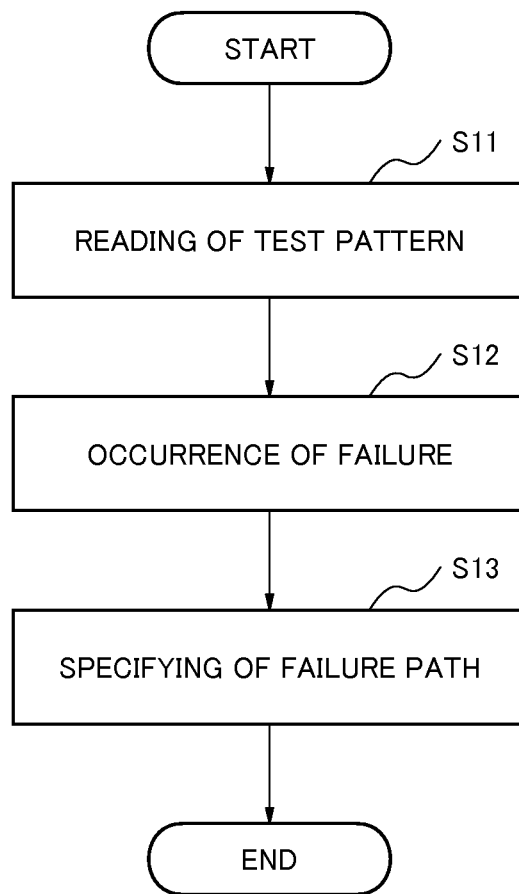 START
S11
READING OF TEST PATTERN
S12
OCCURRENCE OF FAILURE
S13
SPECIFYING OF FAILURE PATH
END